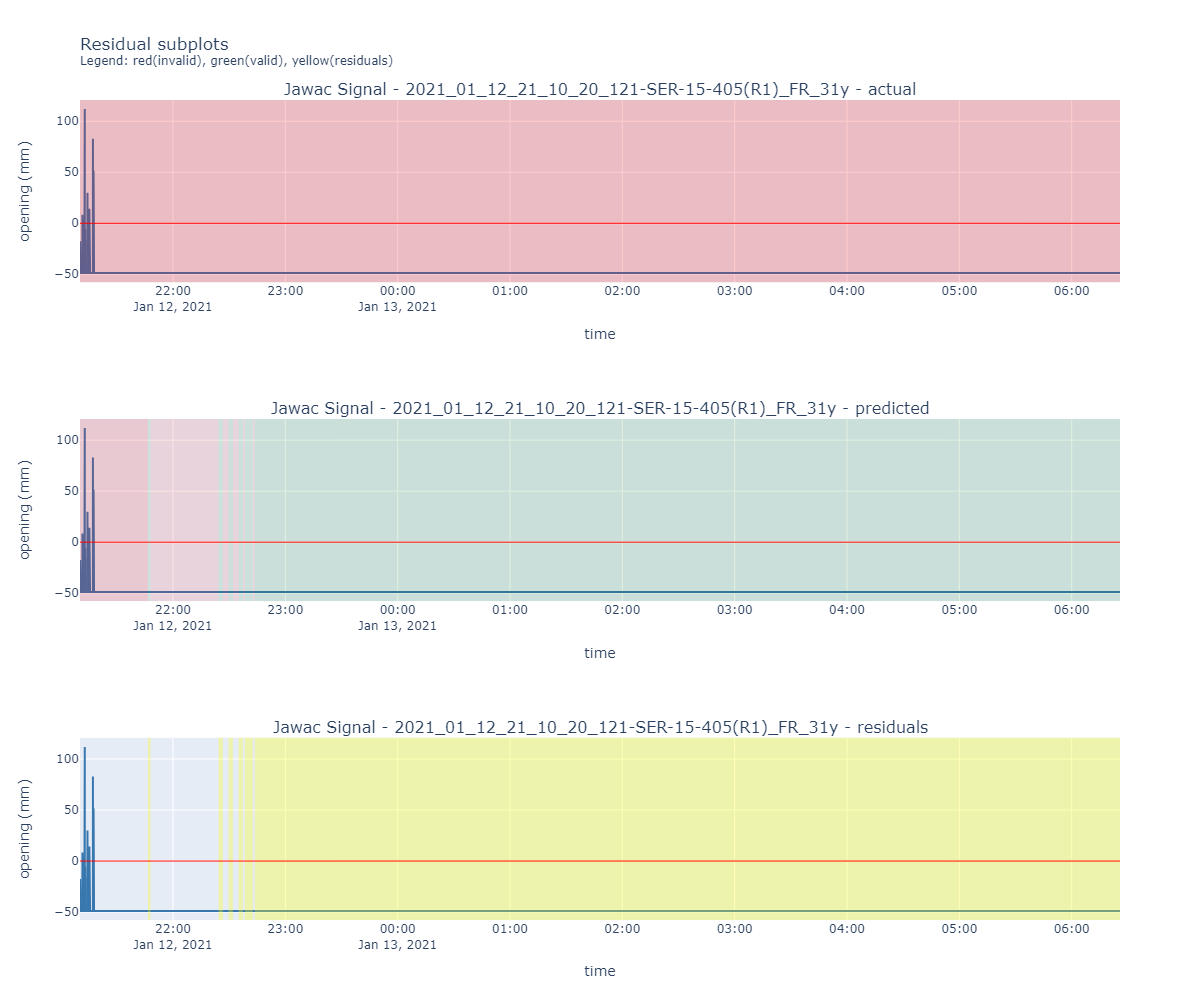 Residual subplots
Legend: red(invalid), green(valid), yellow(residuals)
Jawac Signal - 2021_01_12_21_10_20_121-SER-15-405(R1)_FR_31y - actual
opening (mm)
100
50
0
−50
22:00 23:00 00:00 01:00 02:00 03:00 04:00 05:00 06:00
Jan 12, 2021 Jan 13, 2021
time
Jawac Signal - 2021_01_12_21_10_20_121-SER-15-405(R1)_FR_31y - predicted
opening (mm)
100
50
0
−50
22:00 23:00 00:00 01:00 02:00 03:00 04:00 05:00 06:00
Jan 12, 2021 Jan 13, 2021
time
Jawac Signal - 2021_01_12_21_10_20_121-SER-15-405(R1)_FR_31y - residuals
opening (mm)
100
50
0
−50
22:00 23:00 00:00 01:00 02:00 03:00 04:00 05:00 06:00
Jan 12, 2021 Jan 13, 2021
time